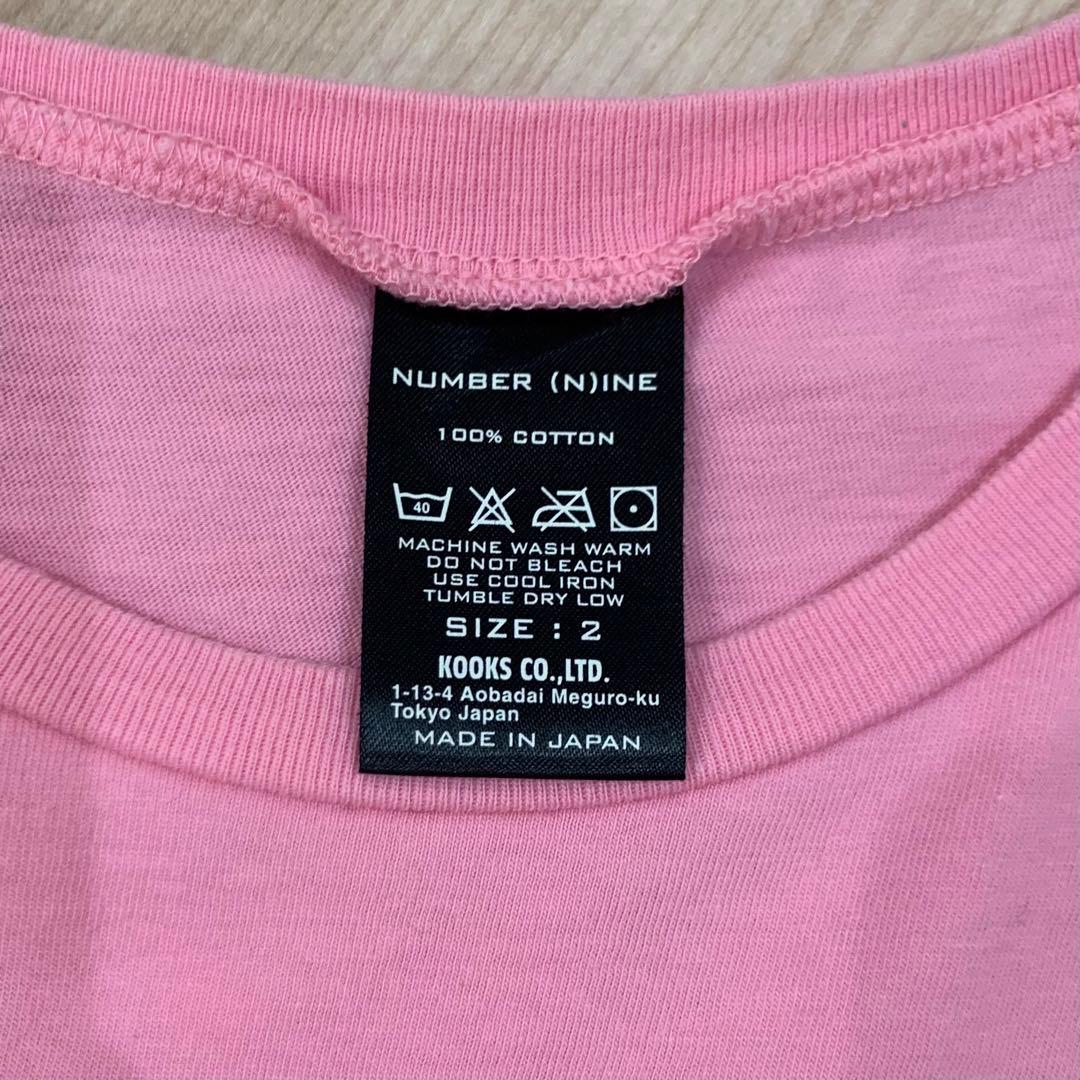 NUMBER (N)INE
100% COTTON
40
MACHINE WASH WARM
DO NOT BLEACH
USE COOL IRON
TUMBLE DRY LOW
SIZE : 2
KOOKS CO.,LTD.
1-13-4 Aobadai Meguro-ku
Tokyo Japan
MADE IN JAPAN